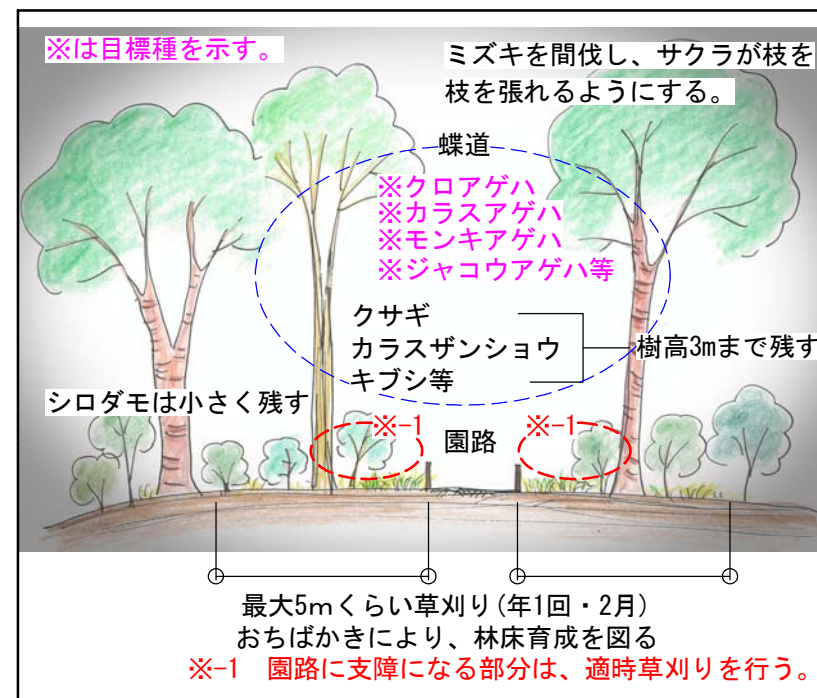 ※は目標種を示す。
ミズキを間伐し、サクラが枝を
枝を張れるようにする。
蝶道
※クロアゲハ
※カラスアゲハ
※モンキアゲハ
※ジャコウアゲハ等
クサギ
カラスザンショウ
キブシ等
樹高3mまで残す
シロダモは小さく残す
※-1
※-1
園路
最大5mくらい草刈り(年1回・2月)
おちばかきにより、林床育成を図る
※-1 園路に支障になる部分は、適時草刈りを行う。